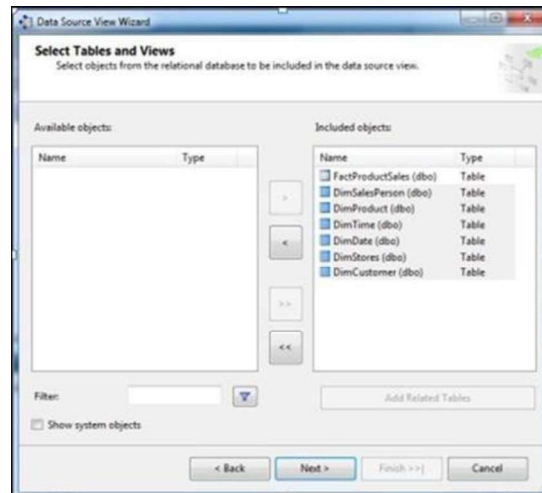 Data Source View Wizard
Select Tables and Views
Select objects from the relational database to be included in the data source view.
Available objects:
Name Type
>
<
>>
<<
Included objects:
Name Type
FactProductSales (dbo) Table
DimSalesPerson (dbo) Table
DimProduct (dbo) Table
DimTime (dbo) Table
DimDate (dbo) Table
DimStores (dbo) Table
DimCustomer (dbo) Table
Filter:
Add Related Tables
Show system objects
< Back Next > Finish >>| Cancel